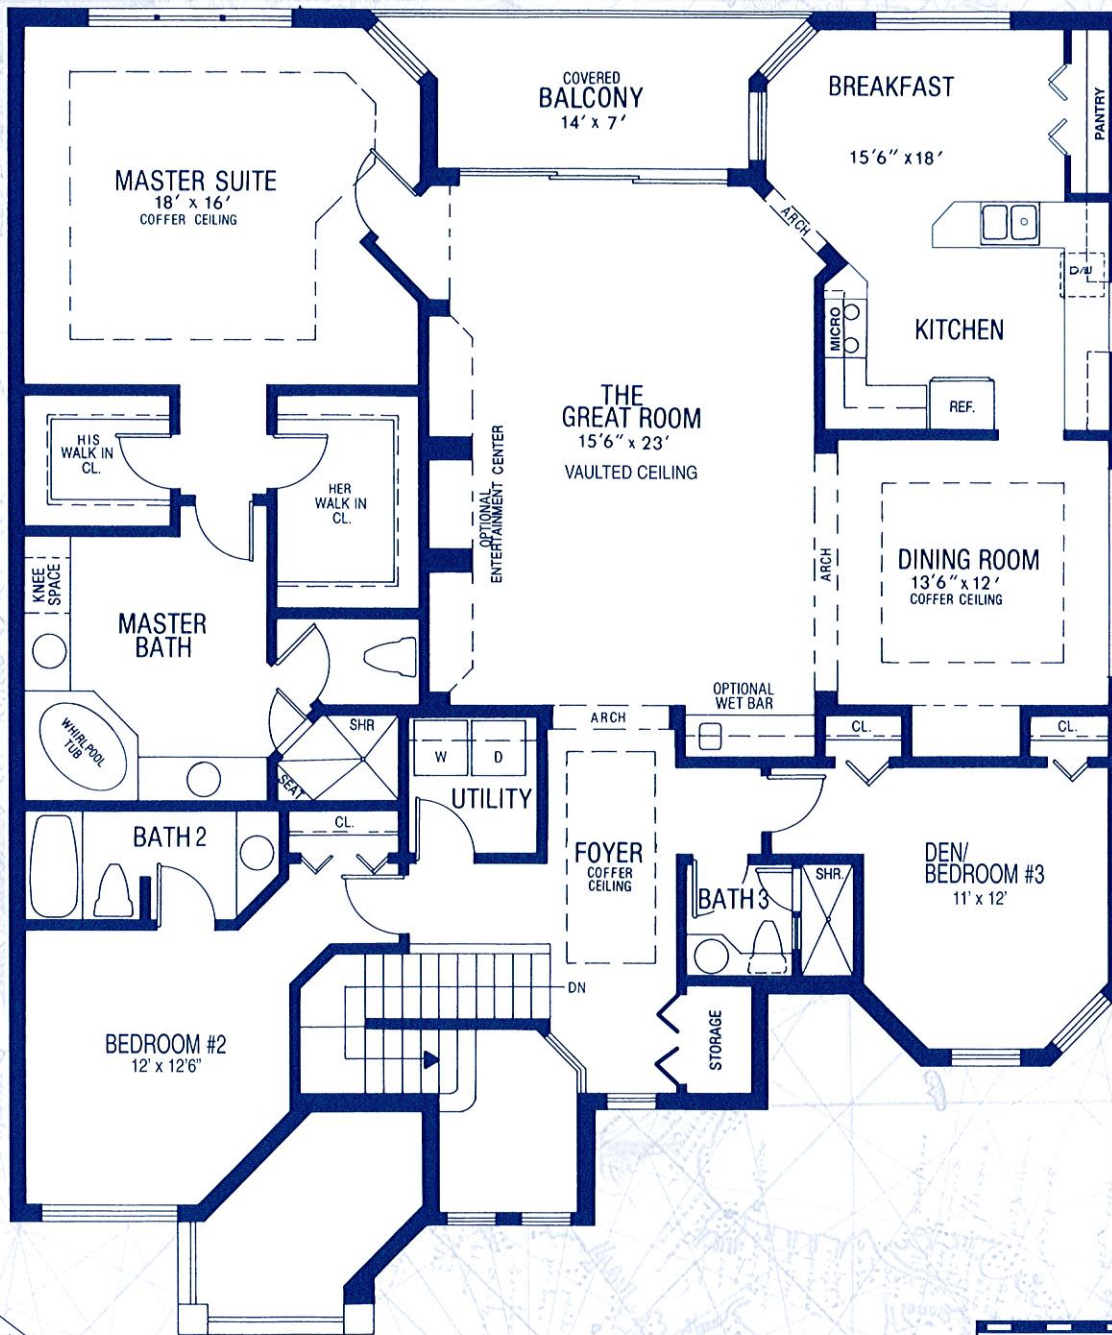 COVERED
BALCONY
14' x 7'
BREAKFAST
15'6" x 18'
PANTRY
MASTER SUITE
18' x 16'
COFFER CEILING
ARCH
D/W
MICRO
KITCHEN
REF.
THE
GREAT ROOM
15'6" x 23'
VAULTED CEILING
OPTIONAL
ENTERTAINMENT CENTER
HIS
WALK IN
CL.
HER
WALK IN
CL.
ARCH
DINING ROOM
13'6" x 12'
COFFER CEILING
KNEE
SPACE
MASTER
BATH
WHIRLPOOL
TUB
SHR
SEAT
OPTIONAL
WET BAR
ARCH
CL.
CL.
W
D
UTILITY
BATH 2
CL.
FOYER
COFFER
CEILING
BATH 3
SHR.
DEN/
BEDROOM #3
11' x 12'
DN
STORAGE
BEDROOM #2
12' x 12'6"